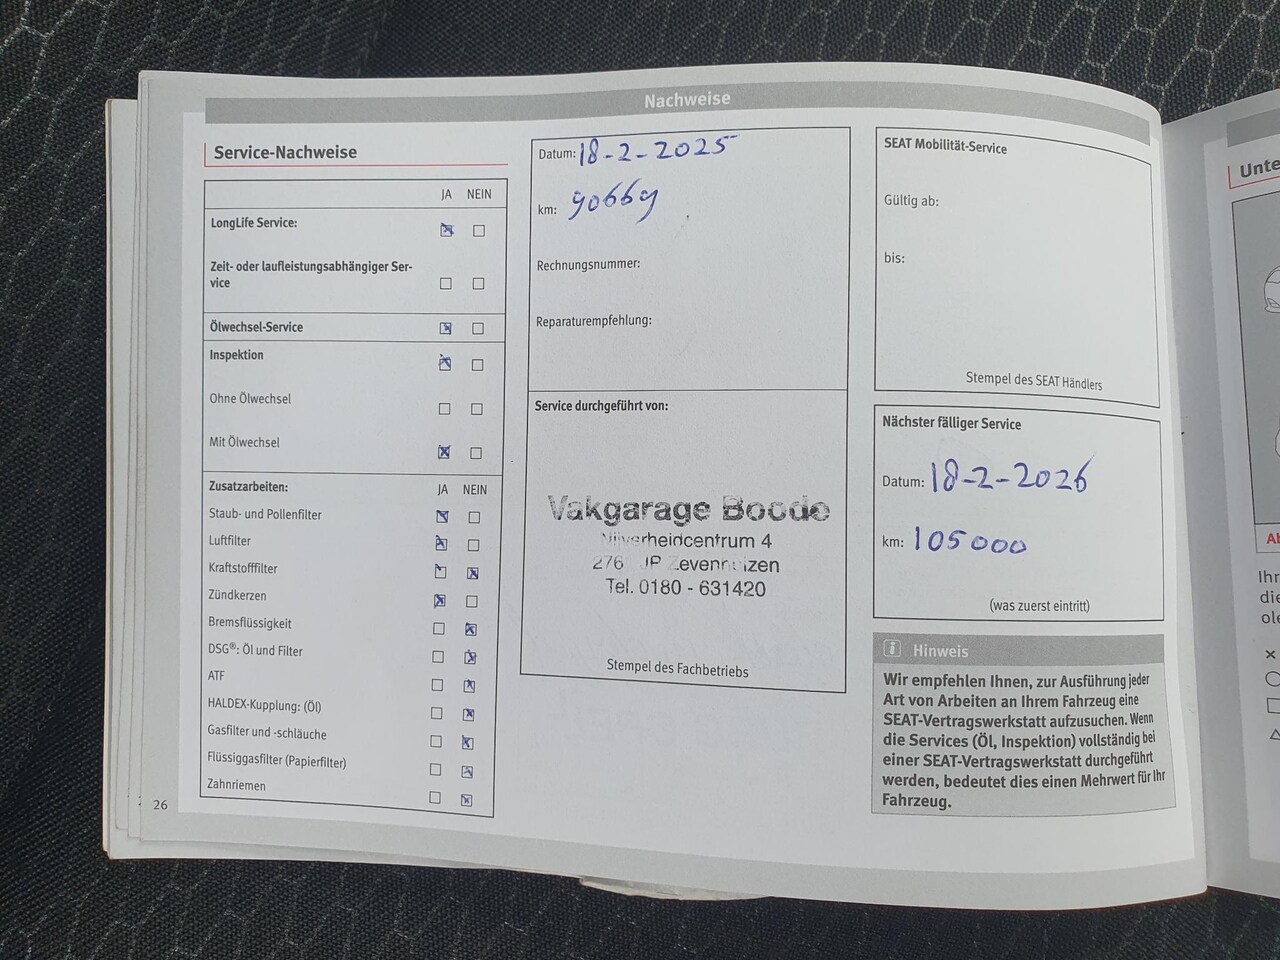 Nachweise
Service-Nachweise
JA NEIN
LongLife Service:
Zeit- oder laufleistungsabhängiger Ser-
vice
Ölwechsel-Service
Inspektion
Ohne Ölwechsel
Mit Ölwechsel
Zusatzarbeiten: JA NEIN
Staub- und Pollenfilter
Luftfilter
Kraftstofffilter
Zündkerzen
Bremsflüssigkeit
DSG®: Öl und Filter
ATF
HALDEX-Kupplung: (Öl)
Gasfilter und -schläuche
Flüssiggasfilter (Papierfilter)
Zahnriemen
26
Datum: 18-2-2025
km: 90669
Rechnungsnummer:
Reparaturempfehlung:
Service durchgeführt von:
Vakgarage Boode
Nijverheidcentrum 4
276 JP Zevenhuizen
Tel. 0180 - 631420
Stempel des Fachbetriebs
SEAT Mobilität-Service
Gültig ab:
bis:
Stempel des SEAT Händlers
Nächster fälliger Service
Datum: 18-2-2026
km: 105000
(was zuerst eintritt)
i Hinweis
Wir empfehlen Ihnen, zur Ausführung jeder
Art von Arbeiten an Ihrem Fahrzeug eine
SEAT-Vertragswerkstatt aufzusuchen. Wenn
die Services (Öl, Inspektion) vollständig bei
einer SEAT-Vertragswerkstatt durchgeführt
werden, bedeutet dies einen Mehrwert für Ihr
Fahrzeug.